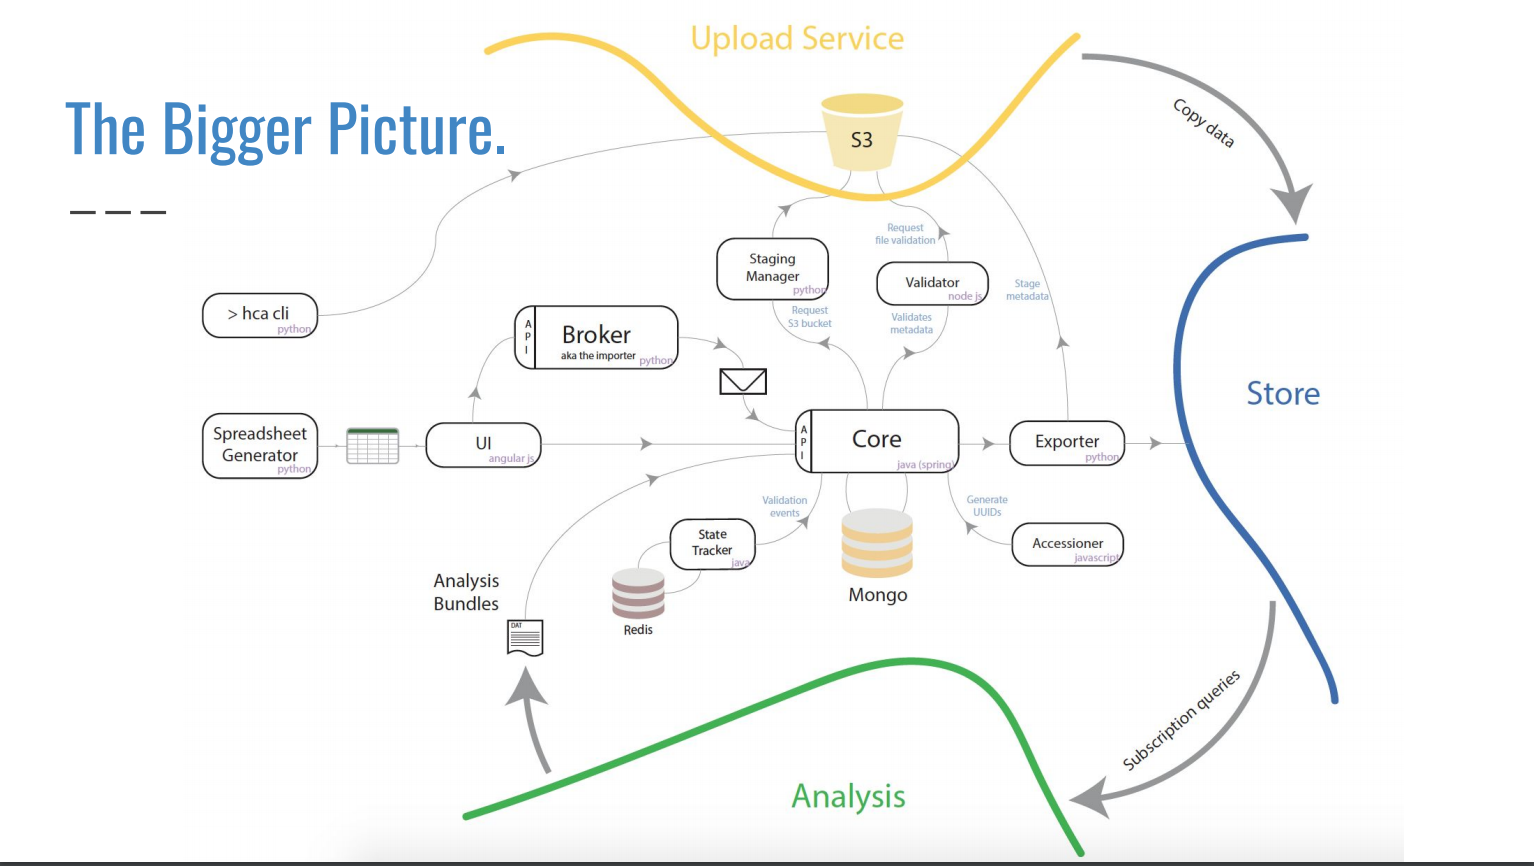 Upload Service
The Bigger Picture.
S3
Copy data
Request
file validation
Staging
Manager
python
Validator
node js
Stage
metadata
> hca cli
python
Request
S3 bucket
Validates
metadata
A
P
I
Broker
aka the importer
python
Store
Spreadsheet
Generator
python
UI
angular js
A
P
I
Core
java (spring)
Exporter
python
Validation
events
Generate
UUIDs
State
Tracker
java
Accessioner
javascript
Analysis
Bundles
Mongo
Redis
DAT
Subscription queries
Analysis